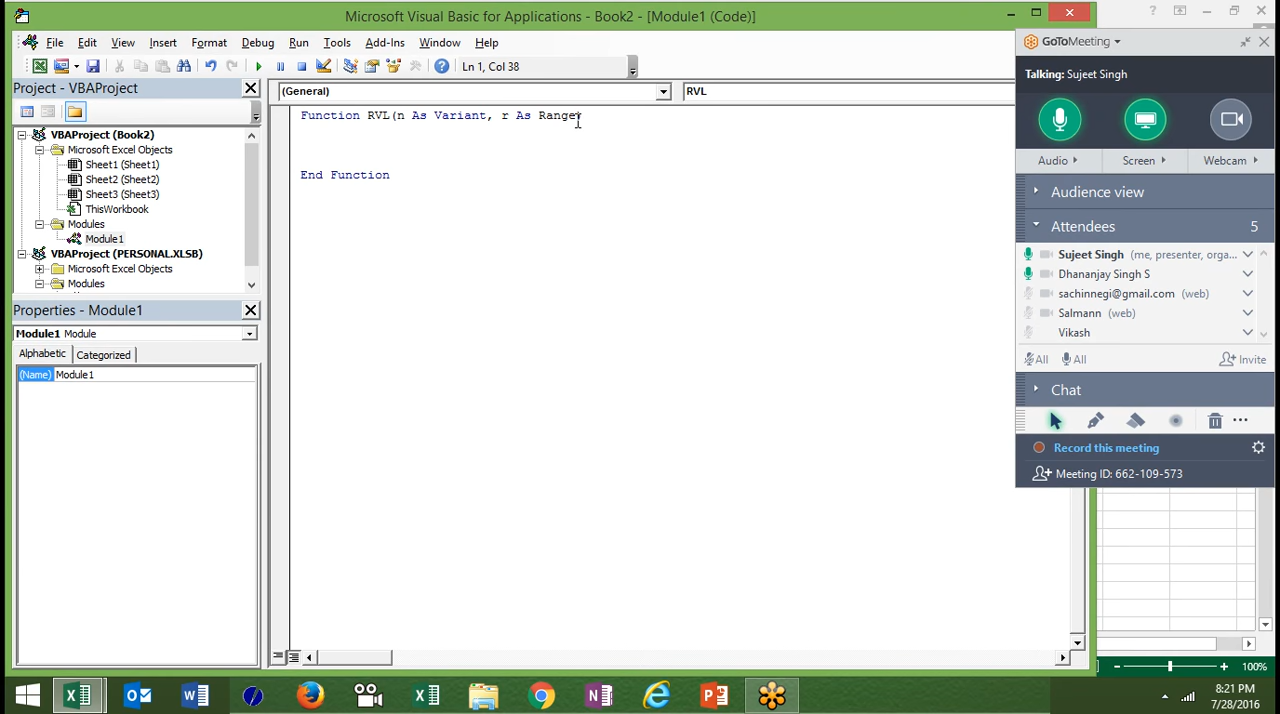 Microsoft Visual Basic for Applications - Book2 - [Module1 (Code)]
File Edit View Insert Format Debug Run Tools Add-Ins Window Help
Ln 1, Col 38
Project - VBAProject
(General)
RVL
VBAProject (Book2)
Microsoft Excel Objects
Sheet1 (Sheet1)
Sheet2 (Sheet2)
Sheet3 (Sheet3)
ThisWorkbook
Modules
Module1
VBAProject (PERSONAL.XLSB)
Microsoft Excel Objects
Modules
Function RVL(n As Variant, r As Range)
End Function
Properties - Module1
Module1 Module
Alphabetic Categorized
(Name) Module1
GoToMeeting
Talking: Sujeet Singh
Audio Screen Webcam
Audience view
Attendees 5
Sujeet Singh (me, presenter, orga...
Dhananjay Singh S
sachinnegi@gmail.com (web)
Salmann (web)
Vikash
All All Invite
Chat
Record this meeting
Meeting ID: 662-109-573
100%
8:21 PM
7/28/2016